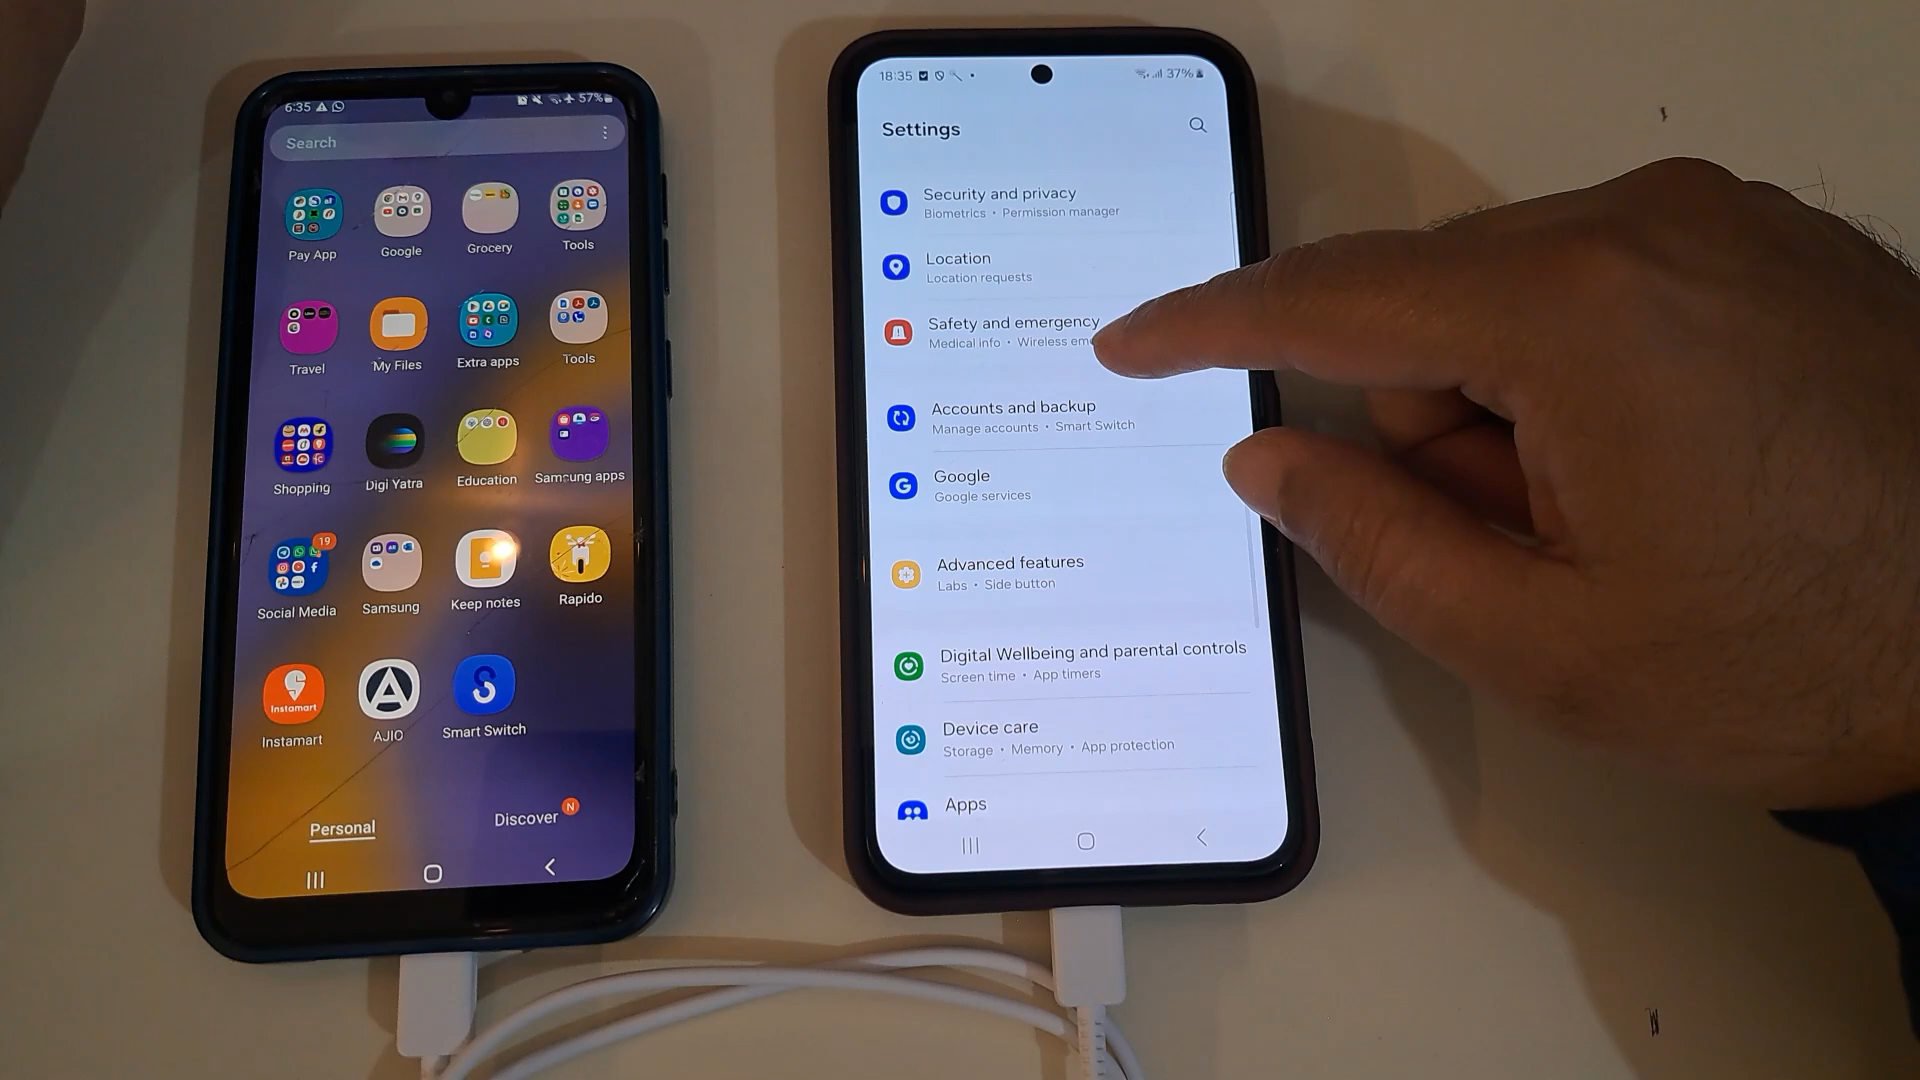 6:35
57%
Search
Pay App
Google
Grocery
Tools
Travel
My Files
Extra apps
Tools
Shopping
Digi Yatra
Education
Samsung apps
19
Social Media
Samsung
Keep notes
Rapido
Instamart
Instamart
AJIO
Smart Switch
Personal
Discover
N
18:35
37%
Settings
Security and privacy
Biometrics • Permission manager
Location
Location requests
Safety and emergency
Medical info • Wireless
Accounts and backup
Manage accounts • Smart Switch
Google
Google services
Advanced features
Labs • Side button
Digital Wellbeing and parental controls
Screen time • App timers
Device care
Storage • Memory • App protection
Apps